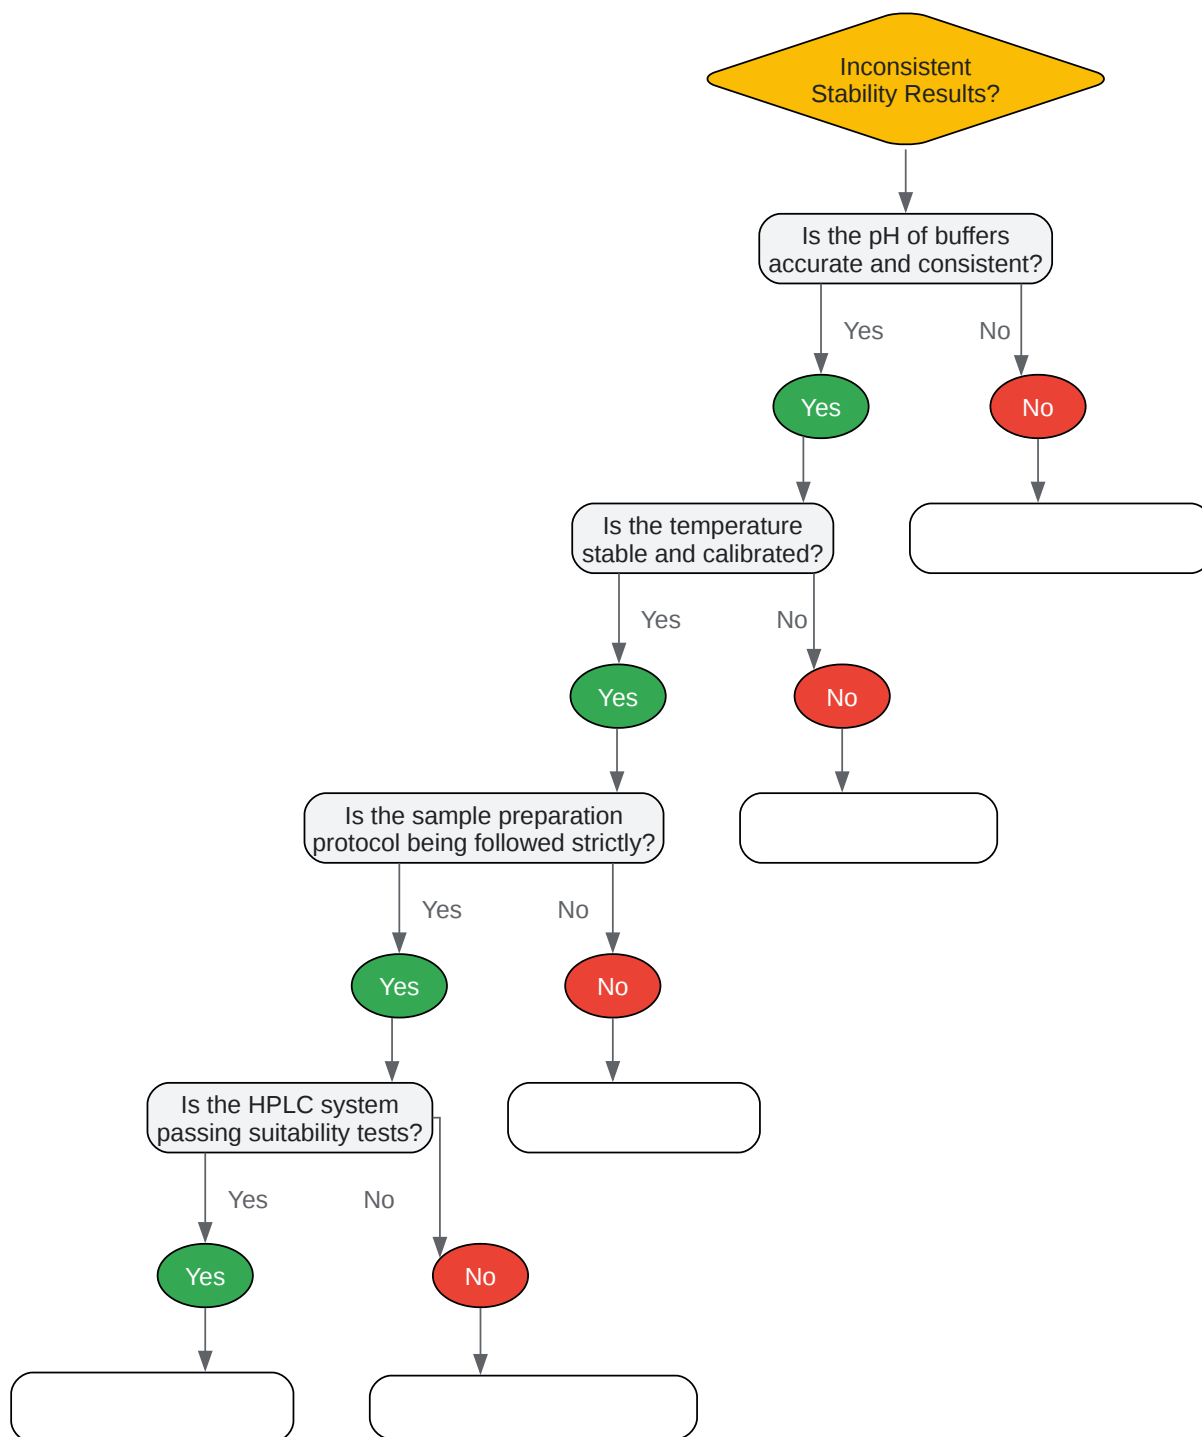 Inconsistent
Stability Results?
Is the pH of buffers
accurate and consistent?
Yes
No
Yes
No
Is the temperature
stable and calibrated?
Yes
No
Yes
No
Is the sample preparation
protocol being followed strictly?
Yes
No
Yes
No
Is the HPLC system
passing suitability tests?
Yes
No
Yes
No